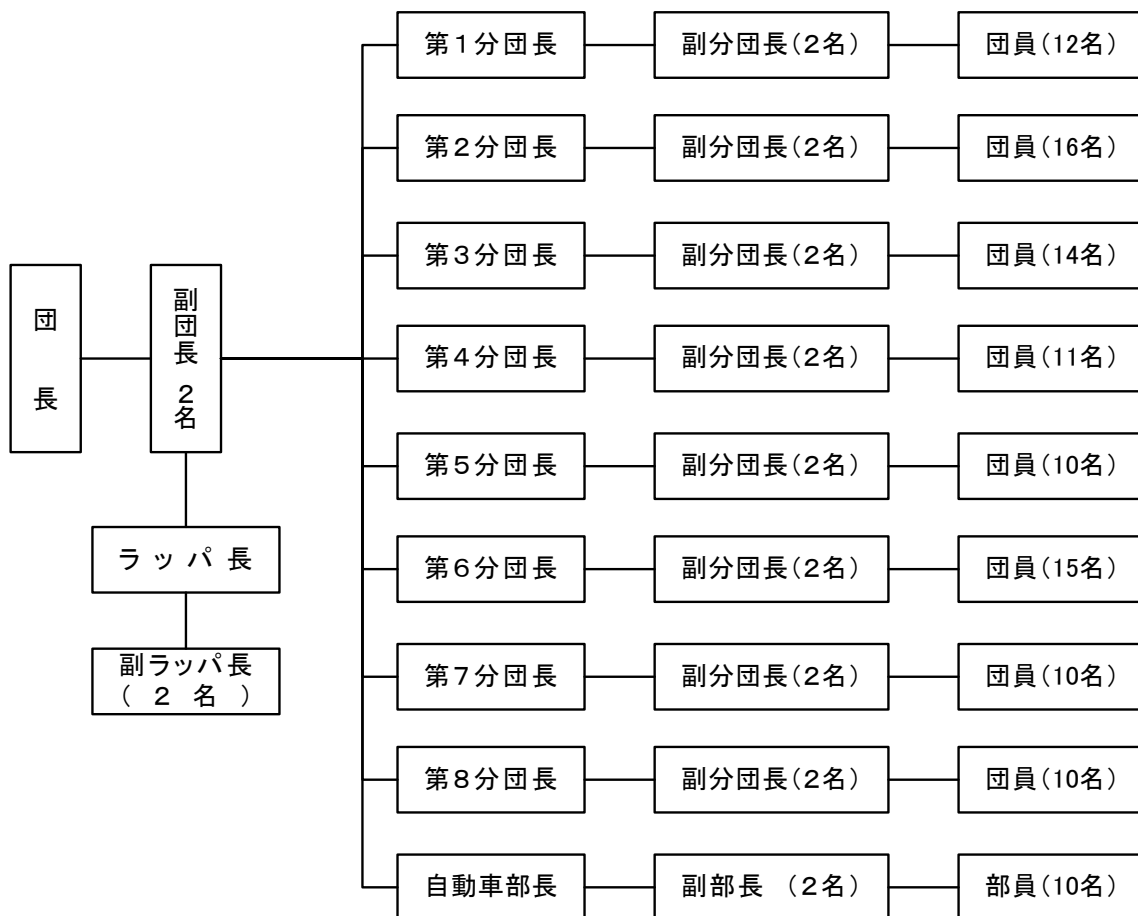 第１分団長 副分団長（２名） 団員（12名）
第２分団長 副分団長（２名） 団員（16名）
第３分団長 副分団長（２名） 団員（14名）
団長
副団長 ２名
第４分団長 副分団長（２名） 団員（11名）
第５分団長 副分団長（２名） 団員（10名）
ラッパ長
第６分団長 副分団長（２名） 団員（15名）
副ラッパ長
（２名）
第７分団長 副分団長（２名） 団員（10名）
第８分団長 副分団長（２名） 団員（10名）
自動車部長 副部長 （２名） 部員（10名）